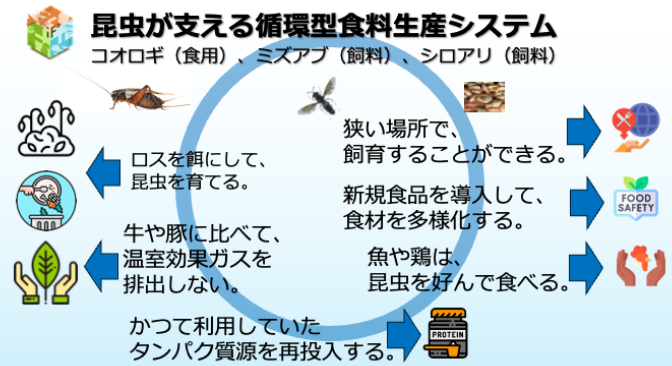 iF
昆虫が支える循環型食料生産システム
コオロギ（食用）、ミズアブ（飼料）、シロアリ（飼料）
ロスを餌にして、
昆虫を育てる。
牛や豚に比べて、
温室効果ガスを
排出しない。
かつて利用していた
タンパク質源を再投入する。
PROTEIN
狭い場所で、
飼育することができる。
新規食品を導入して、
食材を多様化する。
FOOD
SAFETY
魚や鶏は、
昆虫を好んで食べる。